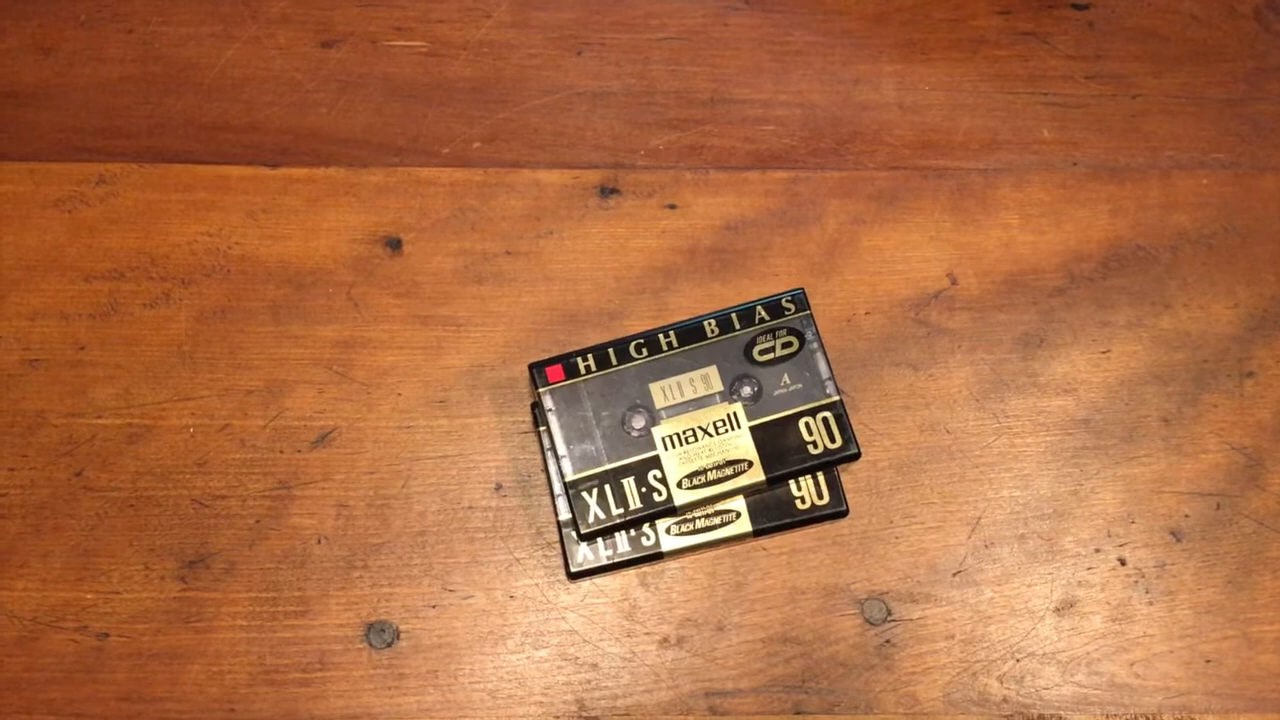 HIGH BIAS
IDEAL FOR
CD
XLII-S 90
A
maxell
90
BLACK MAGNETITE
XLII·S
90
BLACK MAGNETITE
XLII·S